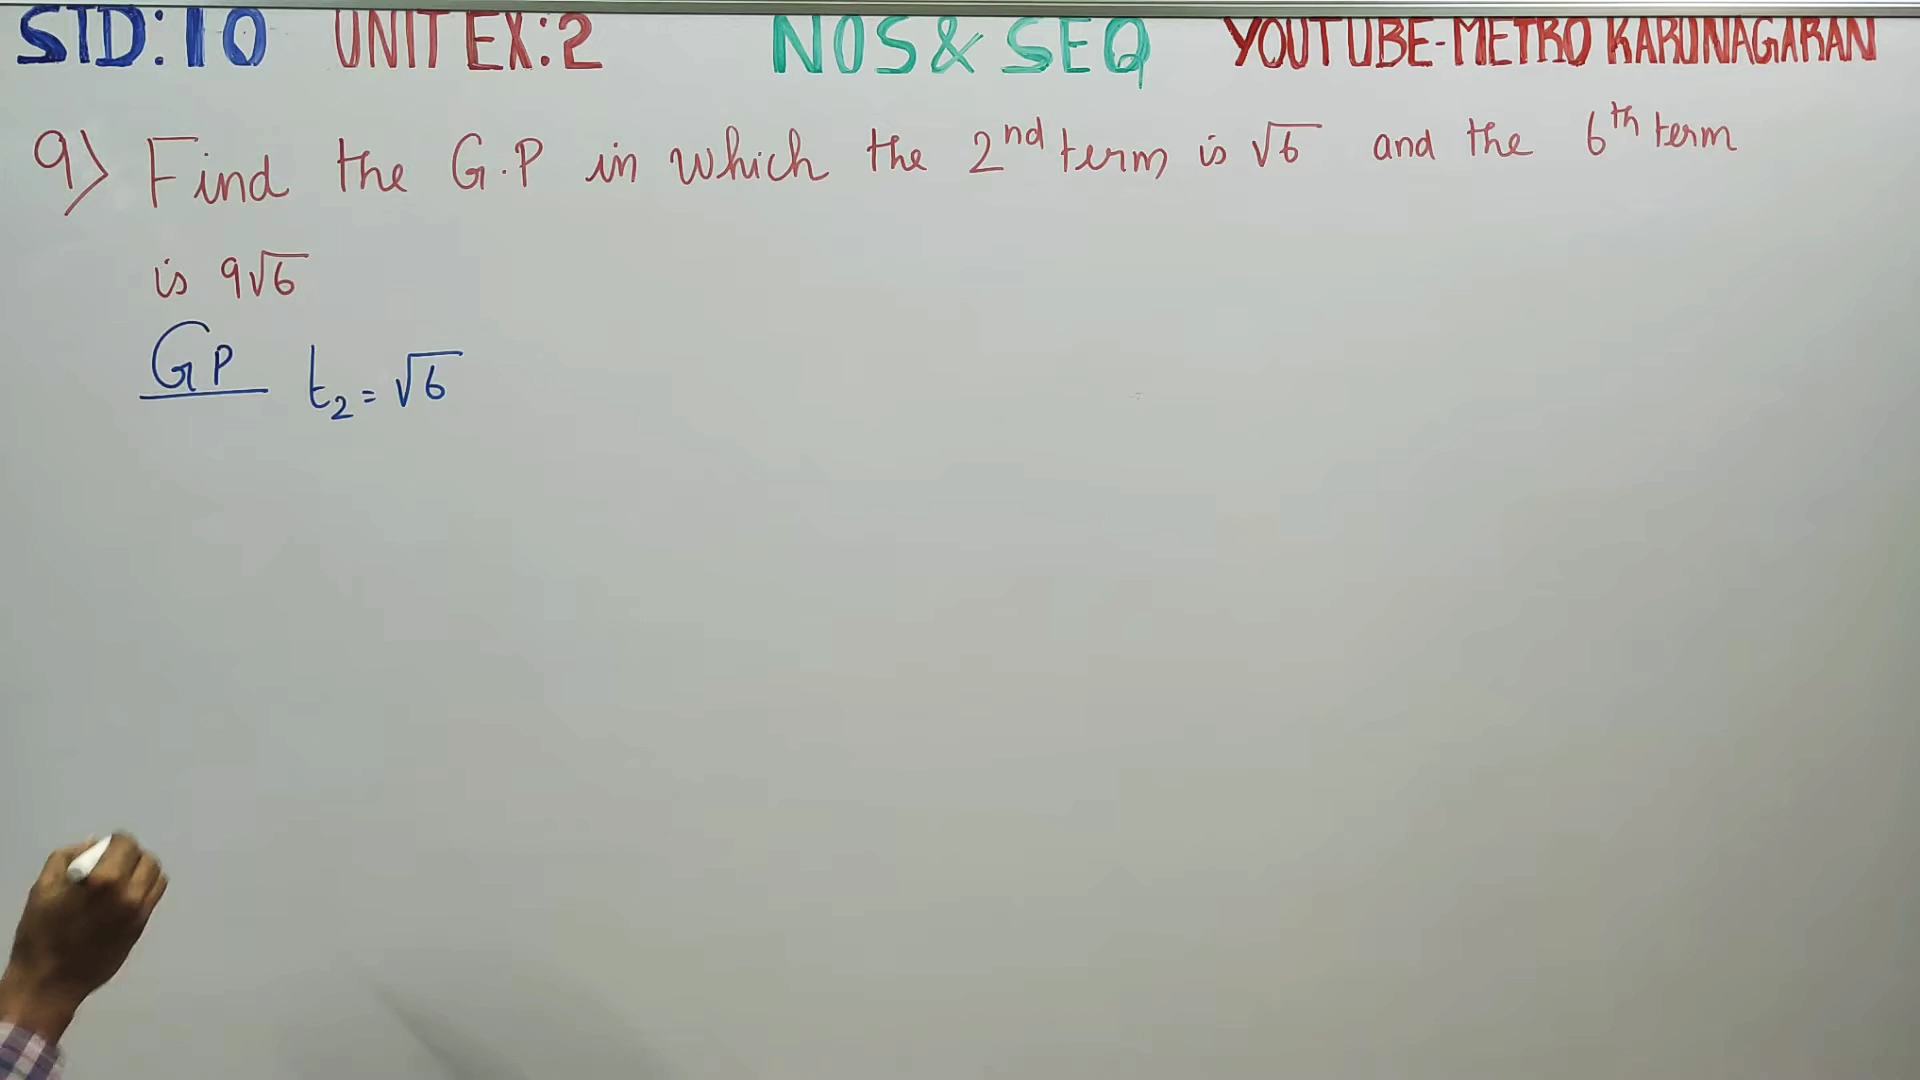 STD:10 UNIT EX:2 NOS & SEQ YOUTUBE-METRO KARUNAGARAN
9) Find the G.P in which the 2nd term is √6 and the 6th term
is 9√6
GP t₂ = √6